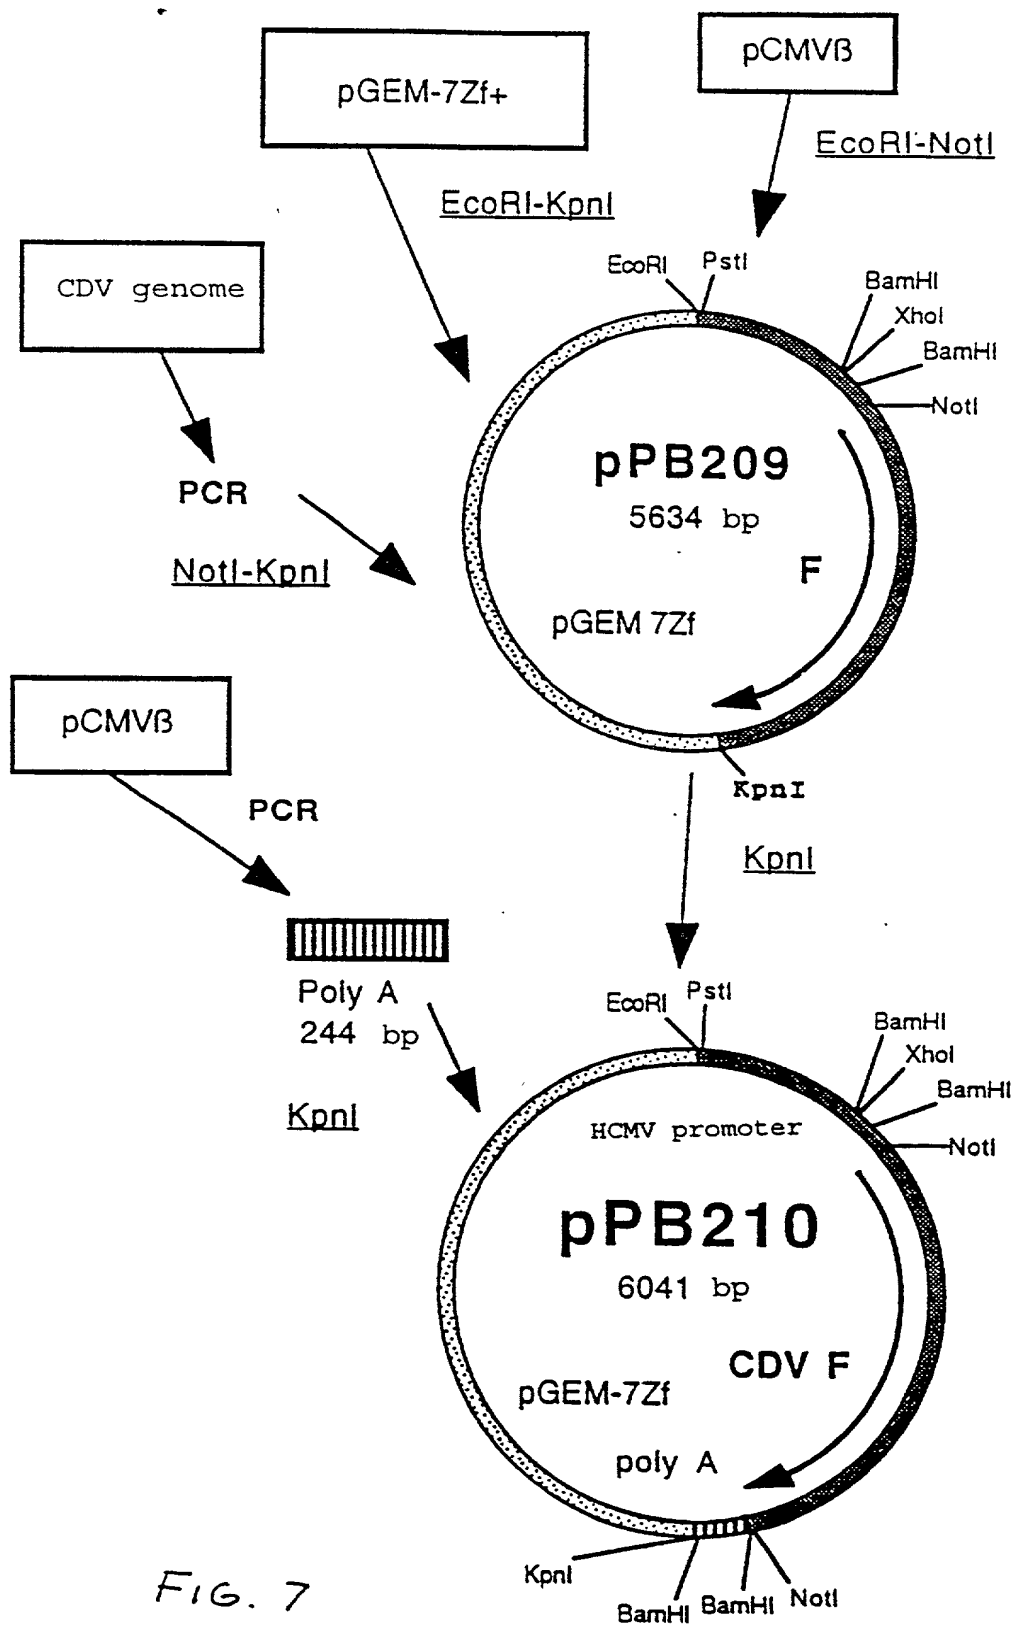 pCMVß
pGEM-7Zf+
EcoRI-NotI
EcoRI-KpnI
CDV genome
EcoRI
PstI
BamHI
XhoI
BamHI
NotI
pPB209
5634 bp
F
pGEM 7Zf
PCR
NotI-KpnI
pCMVß
PCR
KpnI
KpnI
Poly A
244 bp
KpnI
EcoRI
PstI
BamHI
XhoI
BamHI
NotI
HCMV promoter
pPB210
6041 bp
CDV F
pGEM-7Zf
poly A
KpnI
BamHI
BamHI
NotI
FIG. 7